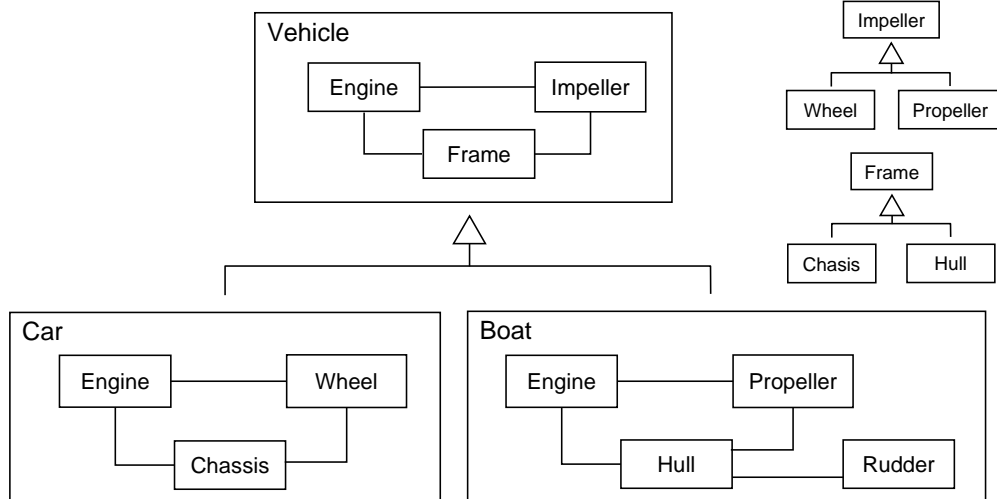 Vehicle
Engine
Impeller
Frame
Impeller
Wheel
Propeller
Frame
Chasis
Hull
Car
Engine
Wheel
Chassis
Boat
Engine
Propeller
Hull
Rudder